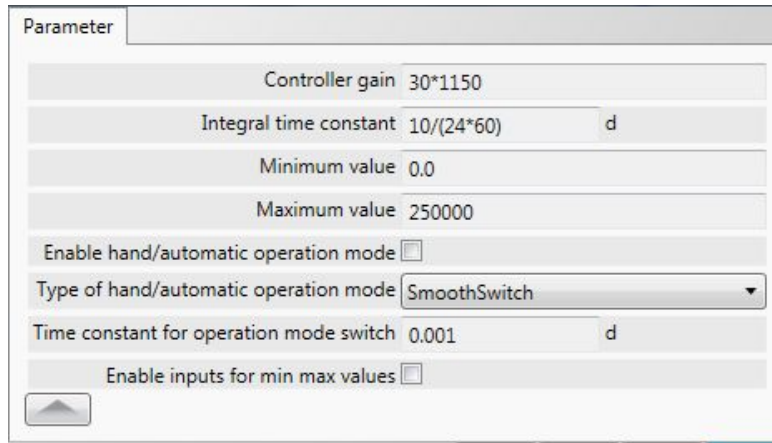 Parameter
Controller gain 30*1150
Integral time constant 10/(24*60) d
Minimum value 0.0
Maximum value 250000
Enable hand/automatic operation mode
Type of hand/automatic operation mode SmoothSwitch
Time constant for operation mode switch 0.001 d
Enable inputs for min max values